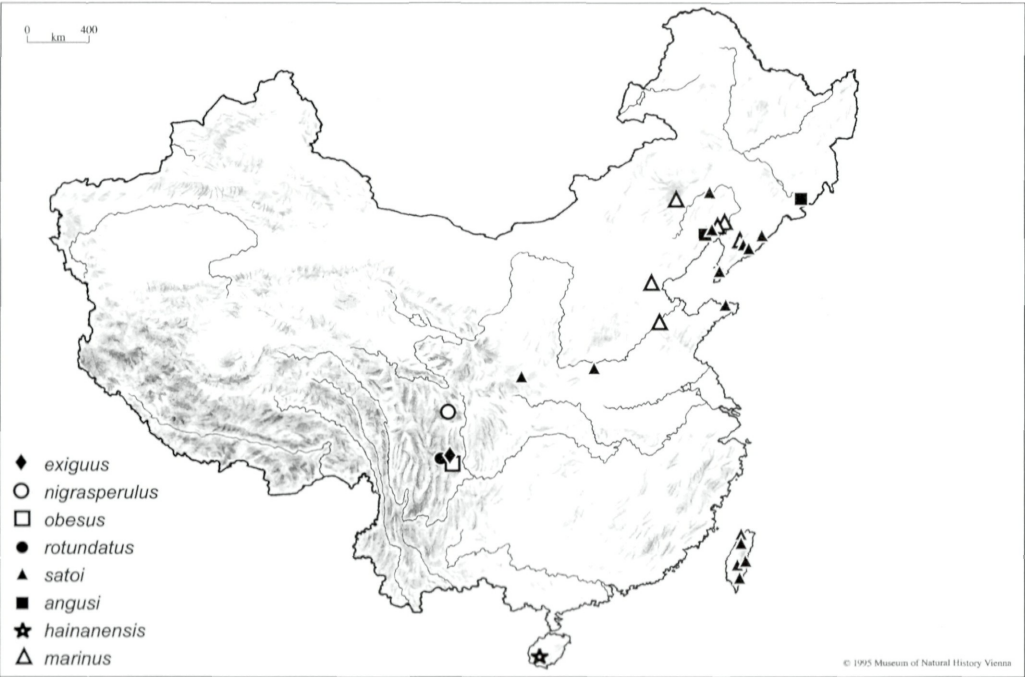 0 400
km
exiguus
nigrasperulus
obesus
rotundatus
satoi
angusi
hainanensis
marinus
© 1995 Museum of Natural History Vienna